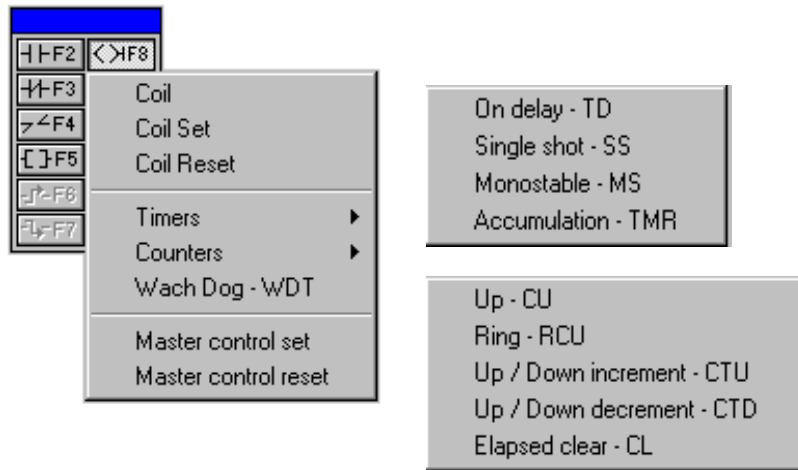 F2
F8
F3
F4
F5
F6
F7
Coil
Coil Set
Coil Reset
Timers
Counters
Wach Dog - WDT
Master control set
Master control reset
On delay - TD
Single shot - SS
Monostable - MS
Accumulation - TMR
Up - CU
Ring - RCU
Up / Down increment - CTU
Up / Down decrement - CTD
Elapsed clear - CL